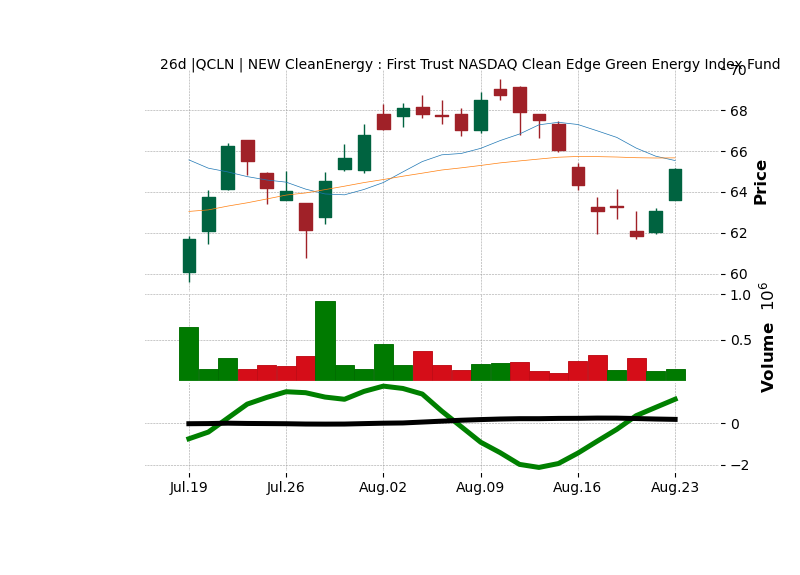 26d |QCLN | NEW CleanEnergy : First Trust NASDAQ Clean Edge Green Energy Index Fund
70
68
66
64
62
60
Price
1.0
0.5
Volume 10^6
0
−2
Jul.19 Jul.26 Aug.02 Aug.09 Aug.16 Aug.23